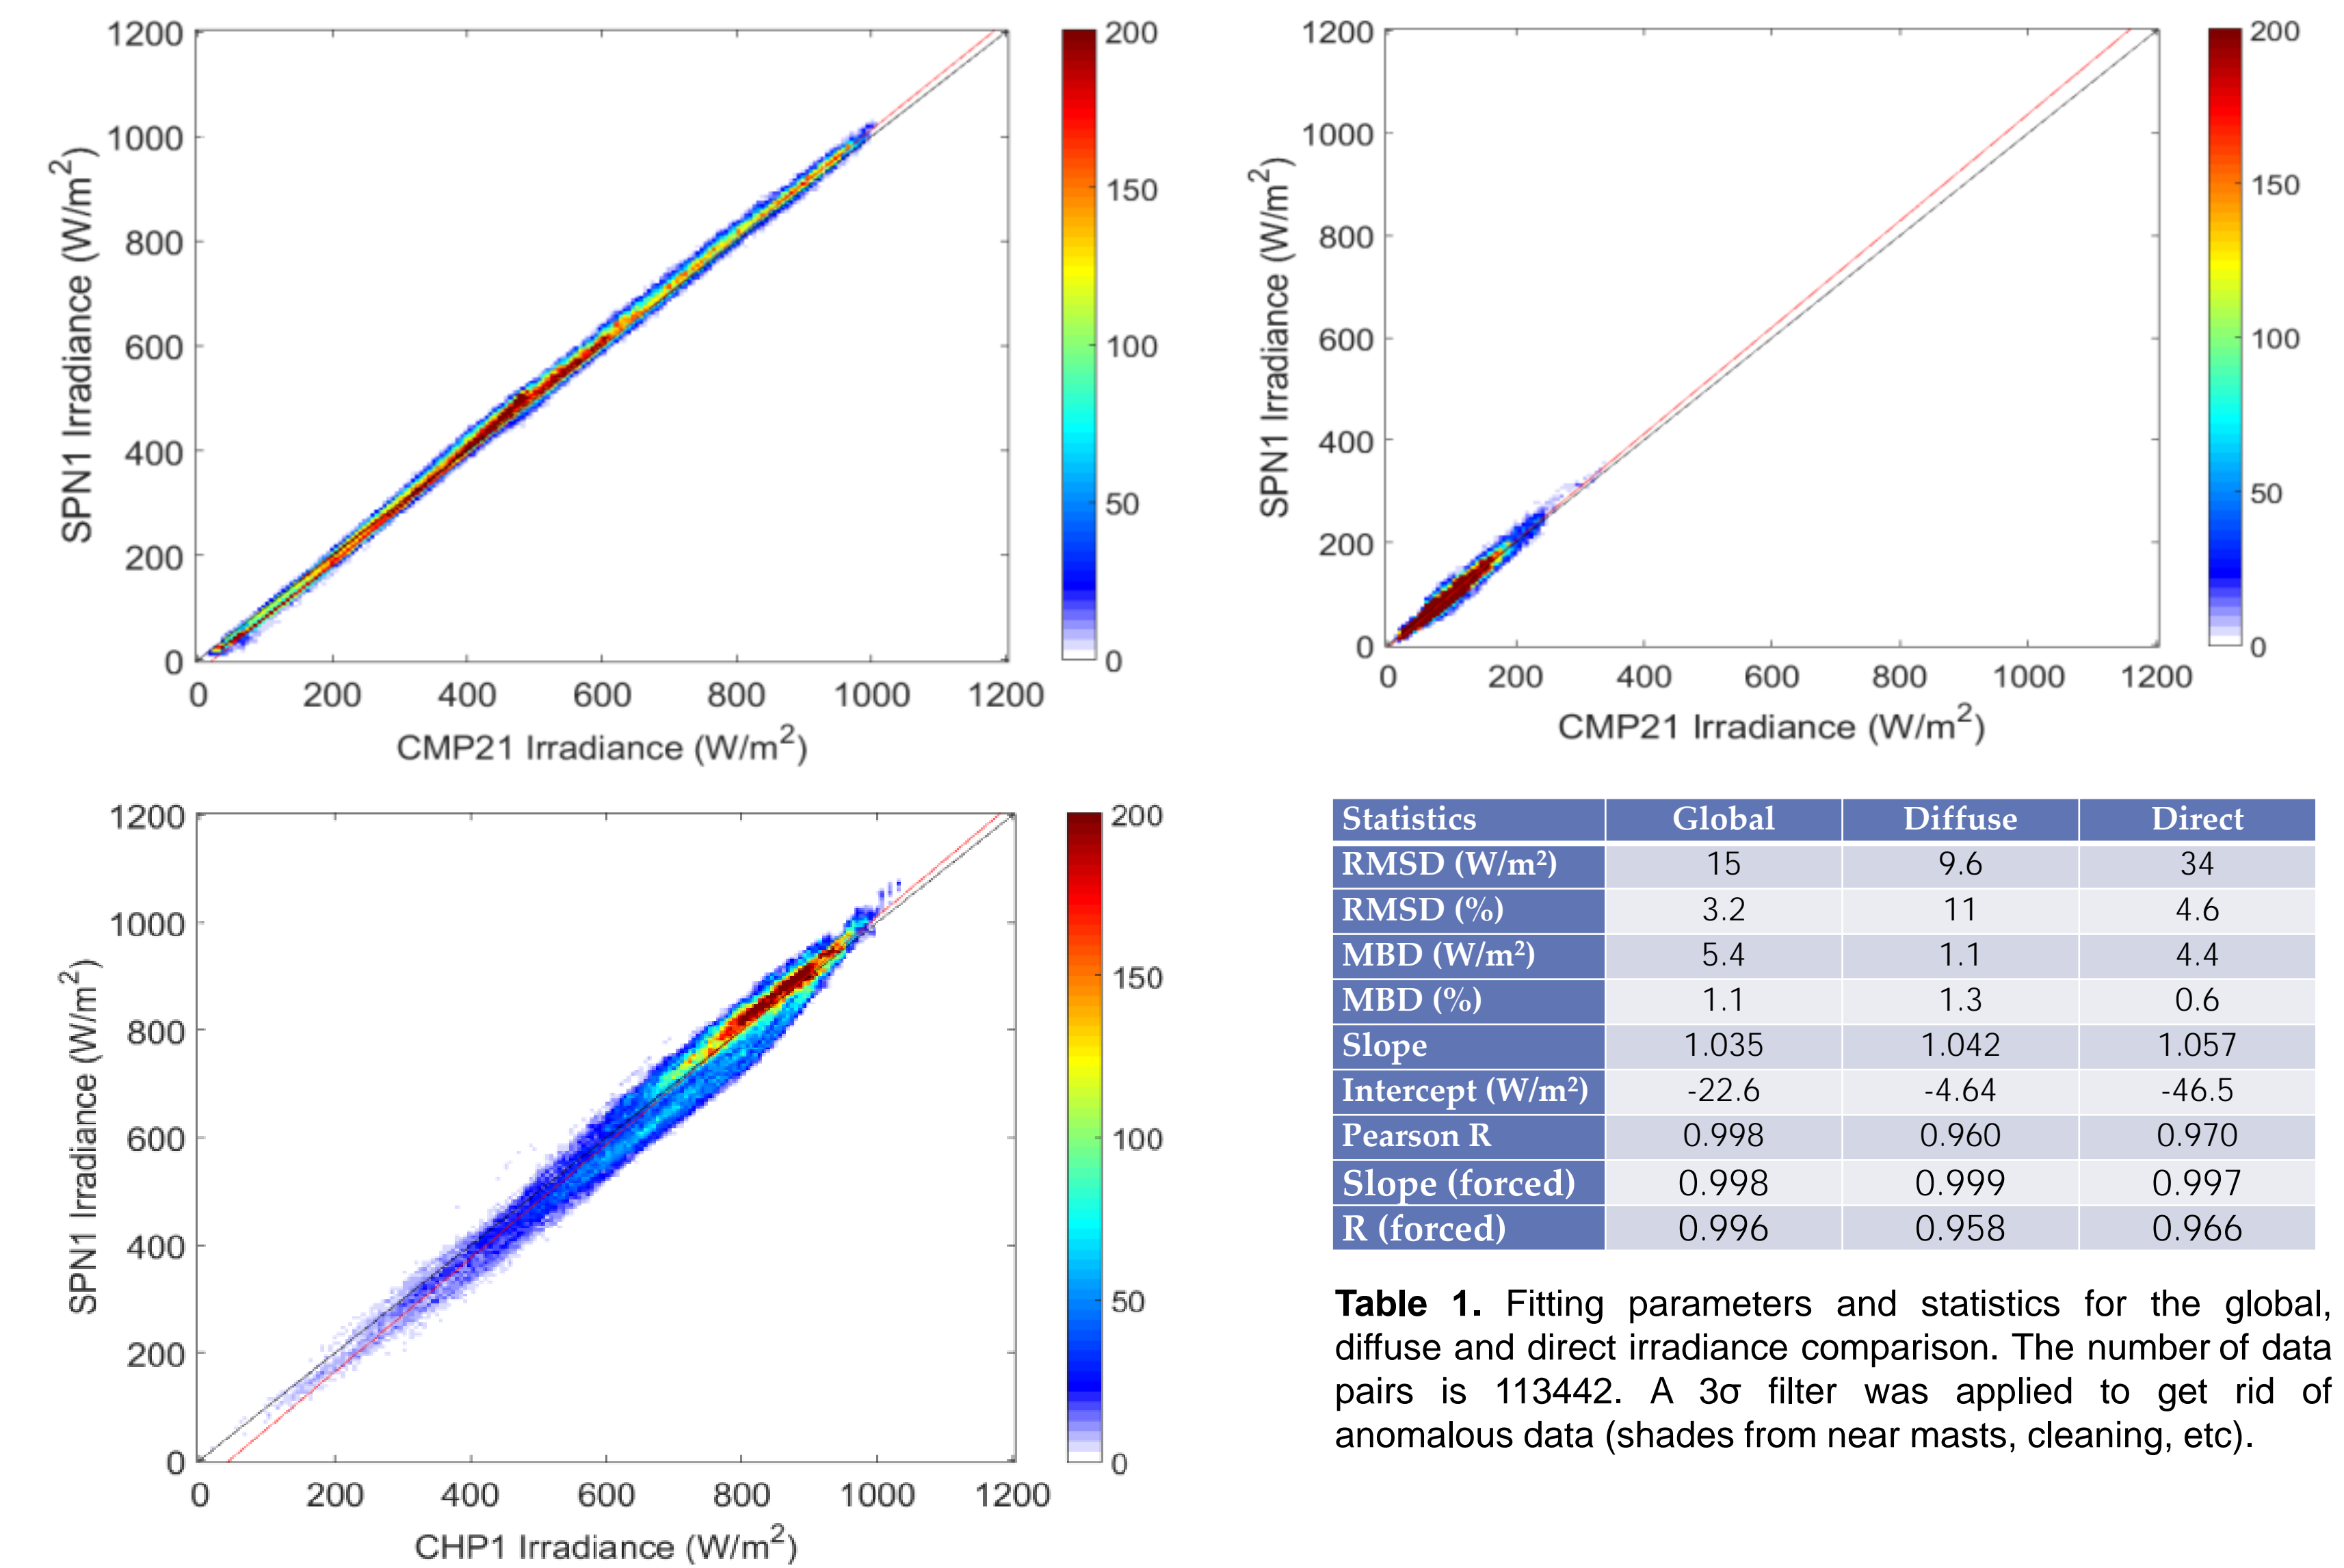 1200
1000
800
600
400
200
0
SPN1 Irradiance (W/m²)
0 200 400 600 800 1000 1200
CMP21 Irradiance (W/m²)
200
150
100
50
0
1200
1000
800
600
400
200
0
SPN1 Irradiance (W/m²)
0 200 400 600 800 1000 1200
CMP21 Irradiance (W/m²)
200
150
100
50
0
1200
1000
800
600
400
200
0
SPN1 Irradiance (W/m²)
0 200 400 600 800 1000 1200
CHP1 Irradiance (W/m²)
200
150
100
50
0
Statistics Global Diffuse Direct
RMSD (W/m²) 15 9.6 34
RMSD (%) 3.2 11 4.6
MBD (W/m²) 5.4 1.1 4.4
MBD (%) 1.1 1.3 0.6
Slope 1.035 1.042 1.057
Intercept (W/m²) -22.6 -4.64 -46.5
Pearson R 0.998 0.960 0.970
Slope (forced) 0.998 0.999 0.997
R (forced) 0.996 0.958 0.966
Table 1. Fitting parameters and statistics for the global,
diffuse and direct irradiance comparison. The number of data
pairs is 113442. A 3σ filter was applied to get rid of
anomalous data (shades from near masts, cleaning, etc).